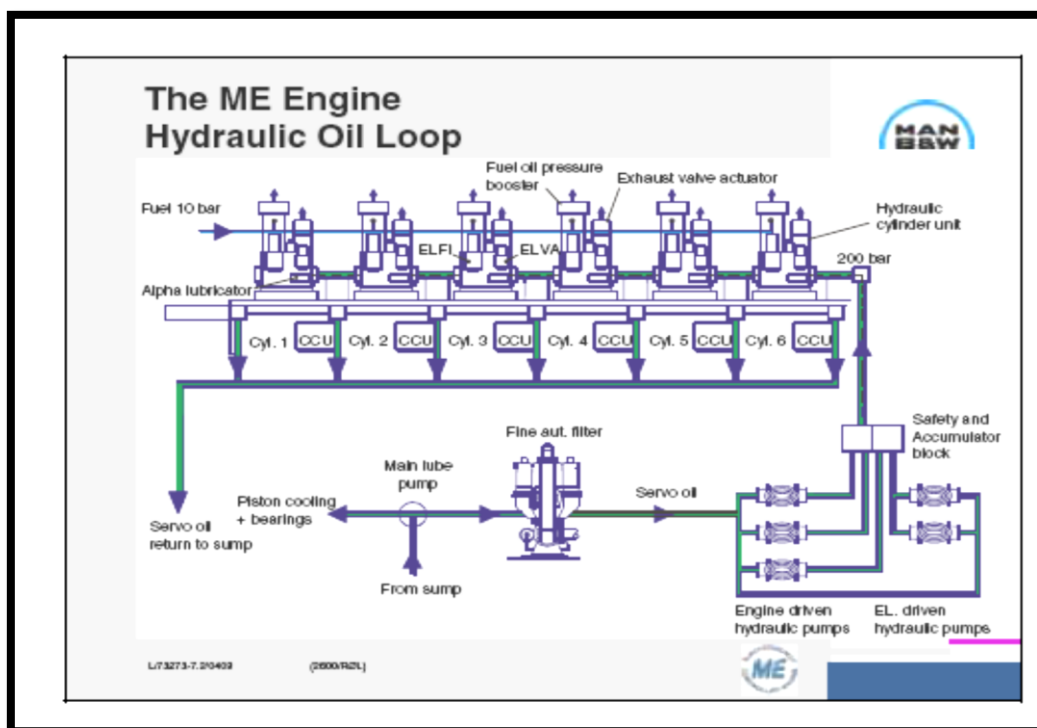 The ME Engine
Hydraulic Oil Loop
MAN
B&W
Fuel oil pressure
booster
Exhaust valve actuator
Fuel 10 bar
Hydraulic
cylinder unit
ELFI
ELVA
200 bar
Alpha lubricator
Cyl. 1
CCU
Cyl. 2
CCU
Cyl. 3
CCU
Cyl. 4
CCU
Cyl. 5
CCU
Cyl. 6
CCU
Safety and
Accumulator
block
Fine aut. filter
Main lube
pump
Piston cooling
+ bearings
Servo oil
Servo oil
return to sump
From sump
Engine driven
hydraulic pumps
EL. driven
hydraulic pumps
ME